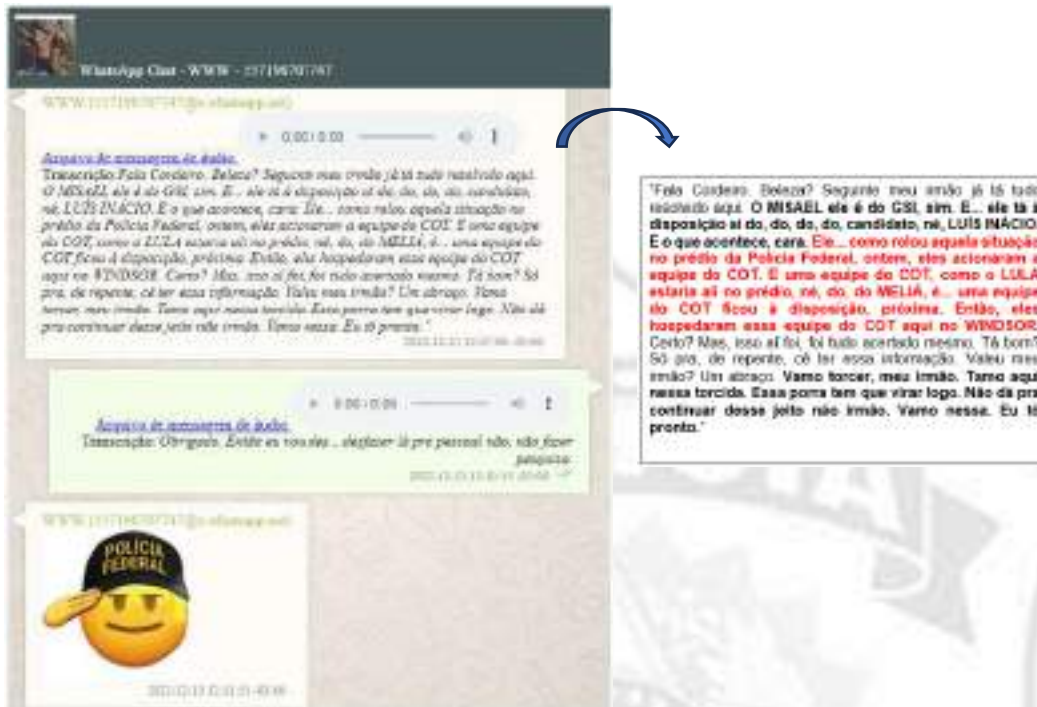 WhatsApp Chat - WWW -
0:00 / 0:00
Arquivo de mensagem de áudio.
Transcrição: Fala Cordeiro. Beleza? Seguinte meu irmão já tá tudo resolvido aqui.
O MISAEL ele é do GSI, sim. E... ele tá à disposição aí do, do, do, do, candidato,
né, LUÍS INÁCIO. E o que acontece, cara. Ele... como rolou aquela situação no
prédio da Polícia Federal, ontem, eles acionaram a equipe do COT. E uma equipe
do COT, como o LULA estaria ali no prédio, né, do, do MELIÁ, é... uma equipe do
COT ficou à disposição, próxima. Então, eles hospedaram essa equipe do COT
aqui no WINDSOR. Certo? Mas, isso aí foi, foi tudo acertado mesmo. Tá bom? Só
pra, de repente, cê ter essa informação. Valeu meu irmão? Um abraço. Vamo
torcer, meu irmão. Tamo aqui nessa torcida. Essa porra tem que virar logo. Não dá
pra continuar desse jeito não irmão. Vamo nessa. Eu tô pronto."
Arquivo de mensagem de áudio.
Transcrição: Obrigado. Então eu vou des... desfazer lá pro pessoal não, não fazer
pesquisa
POLÍCIA
FEDERAL
"Fala Cordeiro. Beleza? Seguinte meu irmão já tá tudo
resolvido aqui. O MISAEL ele é do GSI, sim. E... ele tá à
disposição aí do, do, do, do, candidato, né, LUÍS INÁCIO.
E o que acontece, cara. Ele... como rolou aquela situação
no prédio da Polícia Federal, ontem, eles acionaram a
equipe do COT. E uma equipe do COT, como o LULA
estaria ali no prédio, né, do, do MELIÁ, é... uma equipe
do COT ficou à disposição, próxima. Então, eles
hospedaram essa equipe do COT aqui no WINDSOR.
Certo? Mas, isso aí foi, foi tudo acertado mesmo. Tá bom?
Só pra, de repente, cê ter essa informação. Valeu meu
irmão? Um abraço. Vamo torcer, meu irmão. Tamo aqui
nessa torcida. Essa porra tem que virar logo. Não dá pra
continuar desse jeito não irmão. Vamo nessa. Eu tô
pronto."